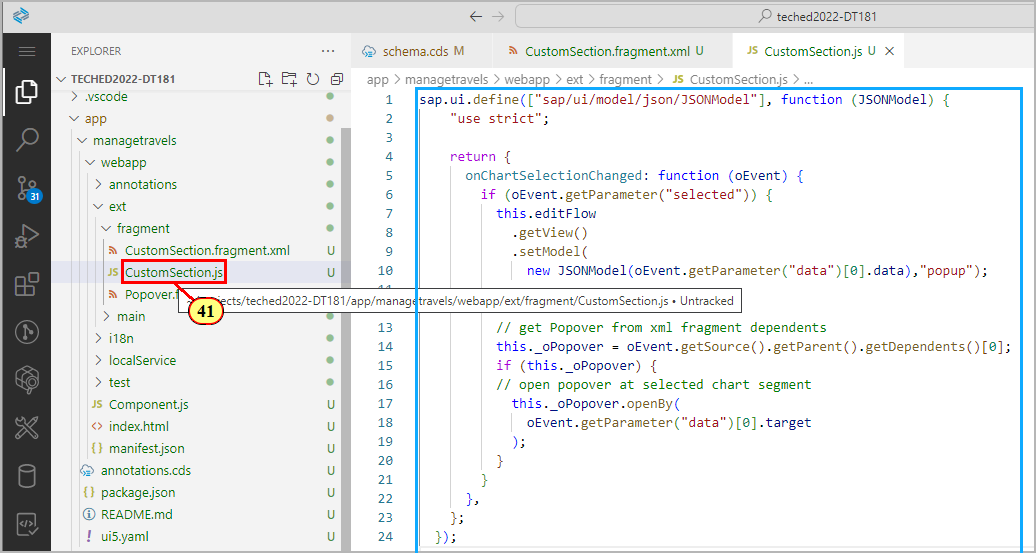 teched2022-DT181
EXPLORER
TECHED2022-DT181
.vscode
app
managetravels
webapp
annotations
ext
fragment
CustomSection.fragment.xml U
JS CustomSection.js U
Popover.f
main
i18n
localService
test
JS Component.js U
<> index.html U
{} manifest.json U
annotations.cds U
{} package.json U
README.md U
! ui5.yaml U
31
41
schema.cds M
CustomSection.fragment.xml U
JS CustomSection.js U
app > managetravels > webapp > ext > fragment > JS CustomSection.js > ...
1 sap.ui.define(["sap/ui/model/json/JSONModel"], function (JSONModel) {
2 "use strict";
3
4 return {
5 onChartSelectionChanged: function (oEvent) {
6 if (oEvent.getParameter("selected")) {
7 this.editFlow
8 .getView()
9 .setModel(
10 new JSONModel(oEvent.getParameter("data")[0].data),"popup");
projects/teched2022-DT181/app/managetravels/webapp/ext/fragment/CustomSection.js • Untracked
13 // get Popover from xml fragment dependents
14 this._oPopover = oEvent.getSource().getParent().getDependents()[0];
15 if (this._oPopover) {
16 // open popover at selected chart segment
17 this._oPopover.openBy(
18 oEvent.getParameter("data")[0].target
19 );
20 }
21 }
22 },
23 };
24 });